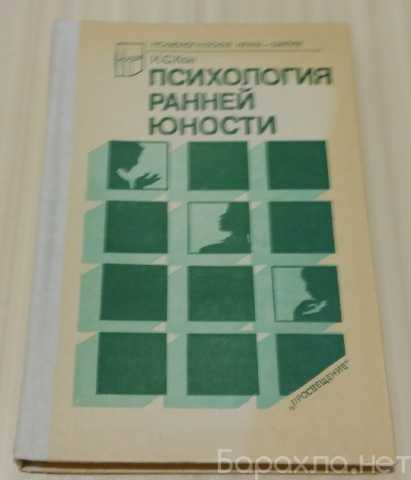 ПСИХОЛОГИЧЕСКАЯ НАУКА – ШКОЛЕ
И.С.Кон
ПСИХОЛОГИЯ
РАННЕЙ
ЮНОСТИ
„ПРОСВЕЩЕНИЕ“
Барахла.нет